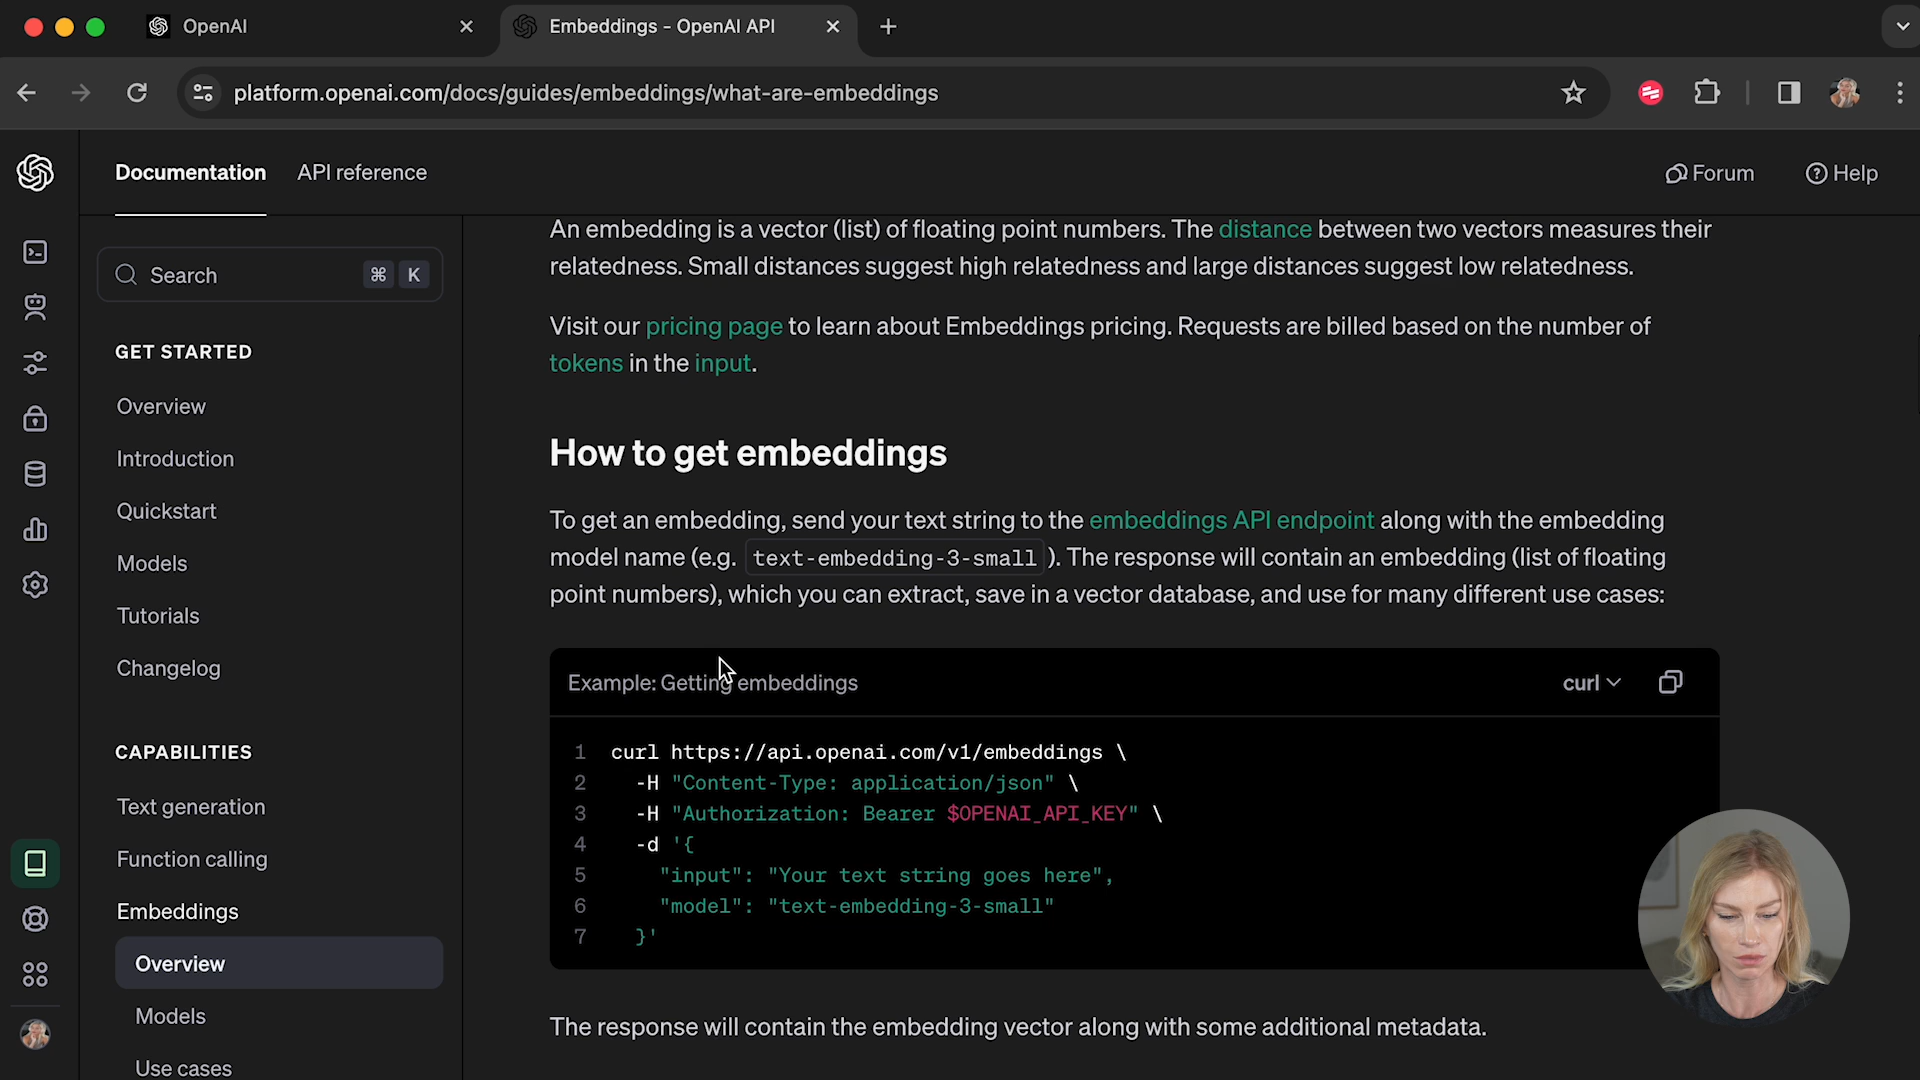 OpenAI
Embeddings - OpenAI API
platform.openai.com/docs/guides/embeddings/what-are-embeddings
Documentation
API reference
Forum
Help
Search
⌘ K
GET STARTED
Overview
Introduction
Quickstart
Models
Tutorials
Changelog
CAPABILITIES
Text generation
Function calling
Embeddings
Overview
Models
Use cases
An embedding is a vector (list) of floating point numbers. The distance between two vectors measures their
relatedness. Small distances suggest high relatedness and large distances suggest low relatedness.
Visit our pricing page to learn about Embeddings pricing. Requests are billed based on the number of
tokens in the input.
How to get embeddings
To get an embedding, send your text string to the embeddings API endpoint along with the embedding
model name (e.g. text-embedding-3-small ). The response will contain an embedding (list of floating
point numbers), which you can extract, save in a vector database, and use for many different use cases:
Example: Getting embeddings
curl
1 curl https://api.openai.com/v1/embeddings \
2 -H "Content-Type: application/json" \
3 -H "Authorization: Bearer $OPENAI_API_KEY" \
4 -d '{
5 "input": "Your text string goes here",
6 "model": "text-embedding-3-small"
7 }'
The response will contain the embedding vector along with some additional metadata.